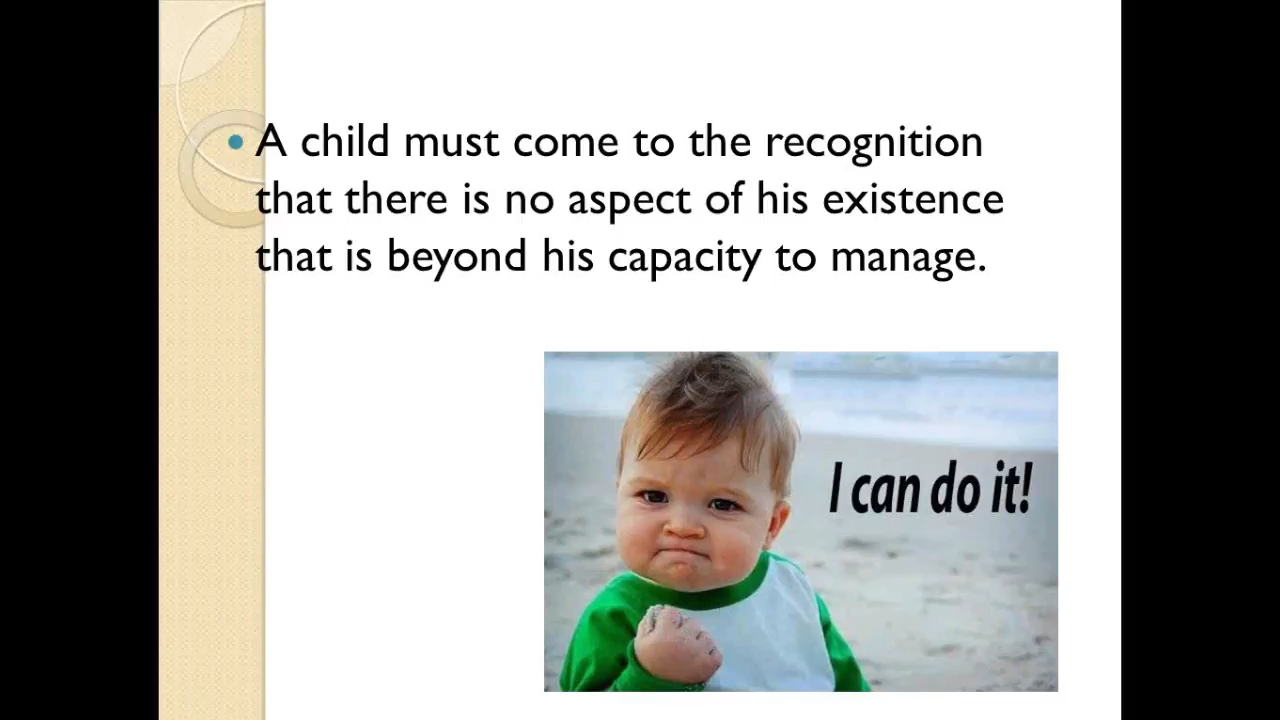 A child must come to the recognition
that there is no aspect of his existence
that is beyond his capacity to manage.
I can do it!